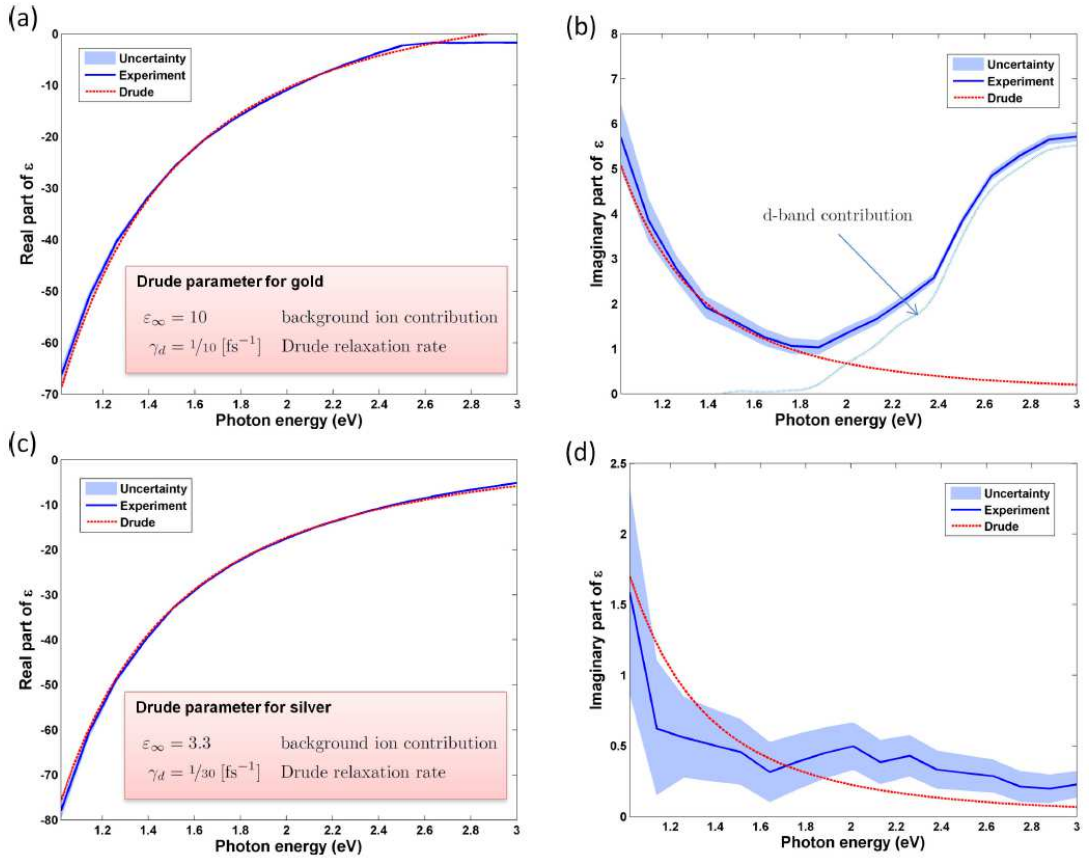 (a)
0
-10
-20
-30
-40
-50
-60
-70
Real part of ε
Uncertainty
Experiment
Drude
Drude parameter for gold
ε∞ = 10 background ion contribution
γd = 1/10 [fs⁻¹] Drude relaxation rate
1.2 1.4 1.6 1.8 2 2.2 2.4 2.6 2.8 3
Photon energy (eV)
(b)
8
7
6
5
4
3
2
1
0
Imaginary part of ε
Uncertainty
Experiment
Drude
d-band contribution
1.2 1.4 1.6 1.8 2 2.2 2.4 2.6 2.8 3
Photon energy (eV)
(c)
0
-10
-20
-30
-40
-50
-60
-70
-80
Real part of ε
Uncertainty
Experiment
Drude
Drude parameter for silver
ε∞ = 3.3 background ion contribution
γd = 1/30 [fs⁻¹] Drude relaxation rate
1.2 1.4 1.6 1.8 2 2.2 2.4 2.6 2.8 3
Photon energy (eV)
(d)
2.5
2
1.5
1
0.5
0
Imaginary part of ε
Uncertainty
Experiment
Drude
1.2 1.4 1.6 1.8 2 2.2 2.4 2.6 2.8 3
Photon energy (eV)